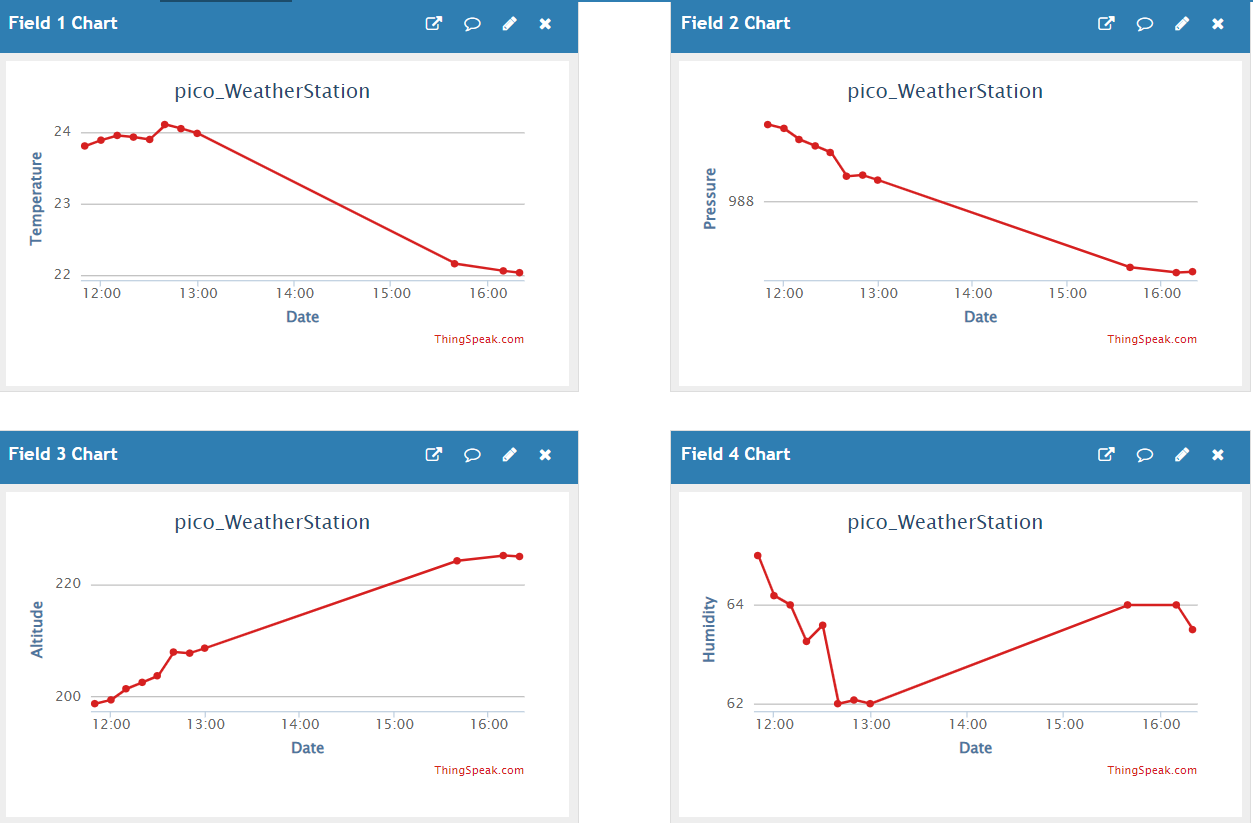 Field 1 Chart
pico_WeatherStation
Temperature
24
23
22
12:00 13:00 14:00 15:00 16:00
Date
ThingSpeak.com
Field 2 Chart
pico_WeatherStation
Pressure
988
12:00 13:00 14:00 15:00 16:00
Date
ThingSpeak.com
Field 3 Chart
pico_WeatherStation
Altitude
220
200
12:00 13:00 14:00 15:00 16:00
Date
ThingSpeak.com
Field 4 Chart
pico_WeatherStation
Humidity
64
62
12:00 13:00 14:00 15:00 16:00
Date
ThingSpeak.com